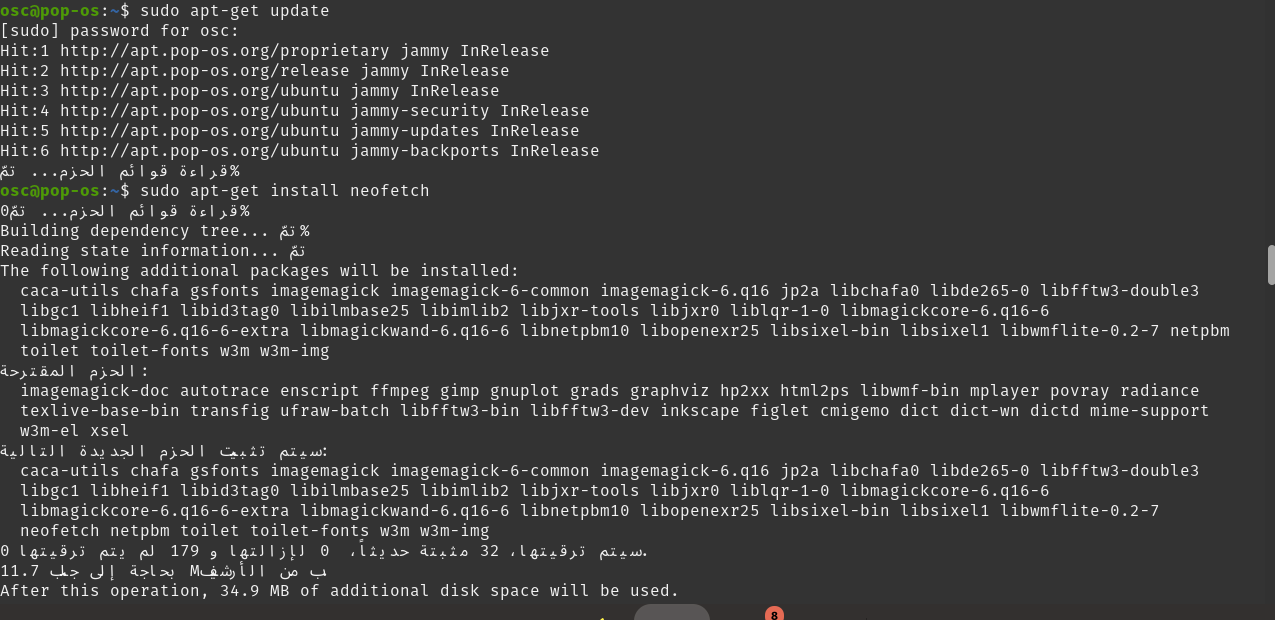 osc@pop-os:~$ sudo apt-get update
[sudo] password for osc:
Hit:1 http://apt.pop-os.org/proprietary jammy InRelease
Hit:2 http://apt.pop-os.org/release jammy InRelease
Hit:3 http://apt.pop-os.org/ubuntu jammy InRelease
Hit:4 http://apt.pop-os.org/ubuntu jammy-security InRelease
Hit:5 http://apt.pop-os.org/ubuntu jammy-updates InRelease
Hit:6 http://apt.pop-os.org/ubuntu jammy-backports InRelease
قراءة قوائم الحزم... تمّ%
osc@pop-os:~$ sudo apt-get install neofetch
0قراءة قوائم الحزم... تمّ%
Building dependency tree... تمّ%
Reading state information... تمّ
The following additional packages will be installed:
  caca-utils chafa gsfonts imagemagick imagemagick-6-common imagemagick-6.q16 jp2a libchafa0 libde265-0 libfftw3-double3
  libgc1 libheif1 libid3tag0 libilmbase25 libimlib2 libjxr-tools libjxr0 liblqr-1-0 libmagickcore-6.q16-6
  libmagickcore-6.q16-6-extra libmagickwand-6.q16-6 libnetpbm10 libopenexr25 libsixel-bin libsixel1 libwmflite-0.2-7 netpbm
  toilet toilet-fonts w3m w3m-img
الحزم المقترحة:
  imagemagick-doc autotrace enscript ffmpeg gimp gnuplot grads graphviz hp2xx html2ps libwmf-bin mplayer povray radiance
  texlive-base-bin transfig ufraw-batch libfftw3-bin libfftw3-dev inkscape figlet cmigemo dict dict-wn dictd mime-support
  w3m-el xsel
سيتم تثبيت الحزم الجديدة التالية:
  caca-utils chafa gsfonts imagemagick imagemagick-6-common imagemagick-6.q16 jp2a libchafa0 libde265-0 libfftw3-double3
  libgc1 libheif1 libid3tag0 libilmbase25 libimlib2 libjxr-tools libjxr0 liblqr-1-0 libmagickcore-6.q16-6
  libmagickcore-6.q16-6-extra libmagickwand-6.q16-6 libnetpbm10 libopenexr25 libsixel-bin libsixel1 libwmflite-0.2-7
  neofetch netpbm toilet toilet-fonts w3m w3m-img
0 سيتم ترقيتها، 32 مثبتة حديثاً، 0 لإزالتها و 179 لم يتم ترقيتها.
بحاجة إلى جلب 11.7 Mب من الأرشيف
After this operation, 34.9 MB of additional disk space will be used.
8